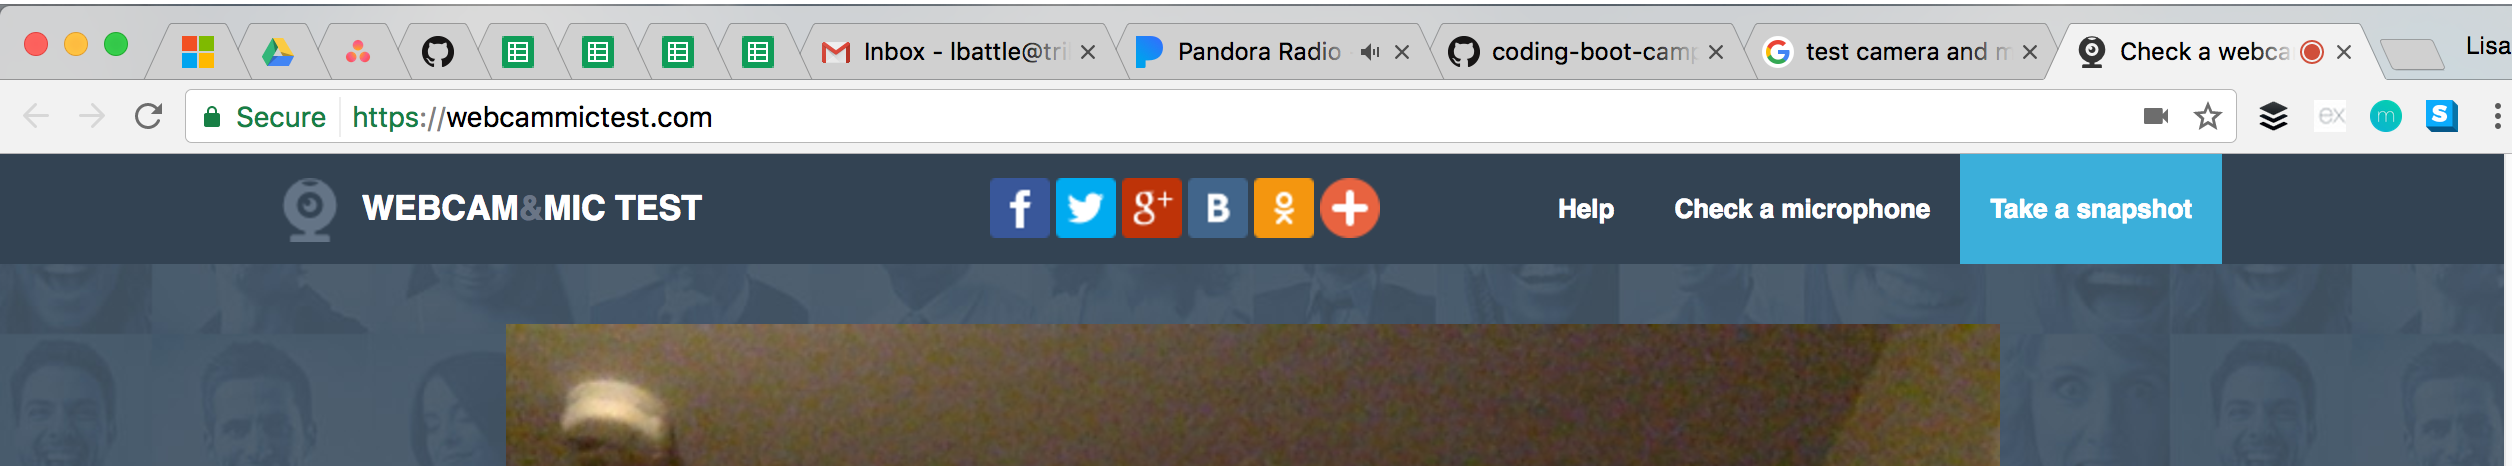 Inbox - lbattle@tri
Pandora Radio
coding-boot-camp
test camera and m
Check a webca
Lisa
Secure https://webcammictest.com
ex
m
S
WEBCAM&MIC TEST
f
g+
B
Help
Check a microphone
Take a snapshot